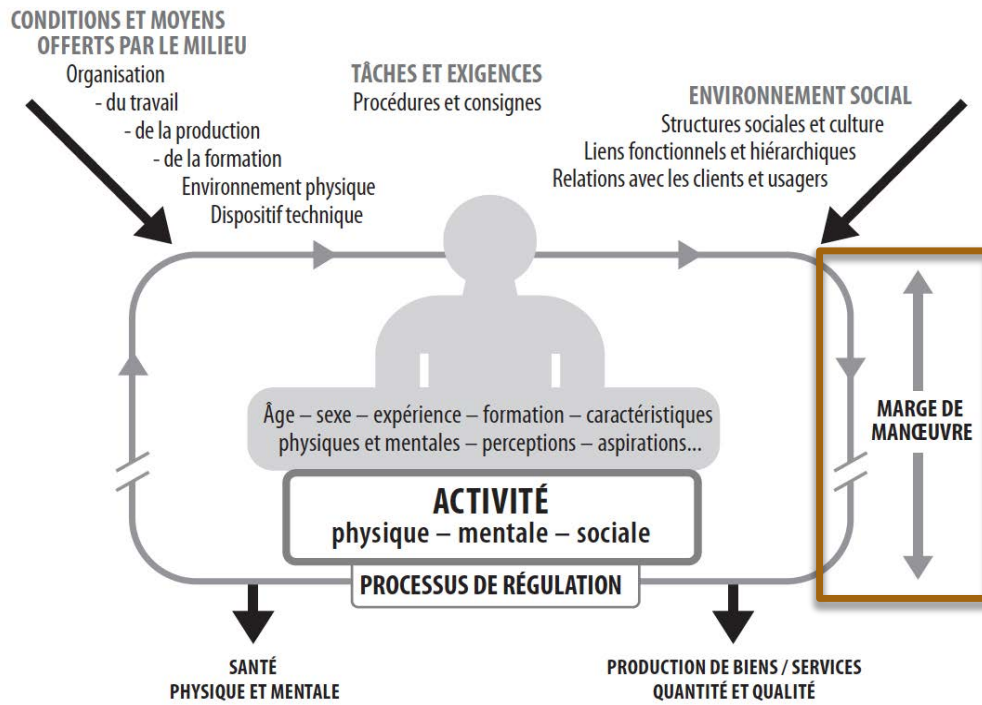 CONDITIONS ET MOYENS
OFFERTS PAR LE MILIEU
Organisation
- du travail
- de la production
- de la formation
Environnement physique
Dispositif technique
TÂCHES ET EXIGENCES
Procédures et consignes
ENVIRONNEMENT SOCIAL
Structures sociales et culture
Liens fonctionnels et hiérarchiques
Relations avec les clients et usagers
MARGE DE
MANŒUVRE
Âge – sexe – expérience – formation – caractéristiques
physiques et mentales – perceptions – aspirations...
ACTIVITÉ
physique – mentale – sociale
PROCESSUS DE RÉGULATION
SANTÉ
PHYSIQUE ET MENTALE
PRODUCTION DE BIENS / SERVICES
QUANTITÉ ET QUALITÉ